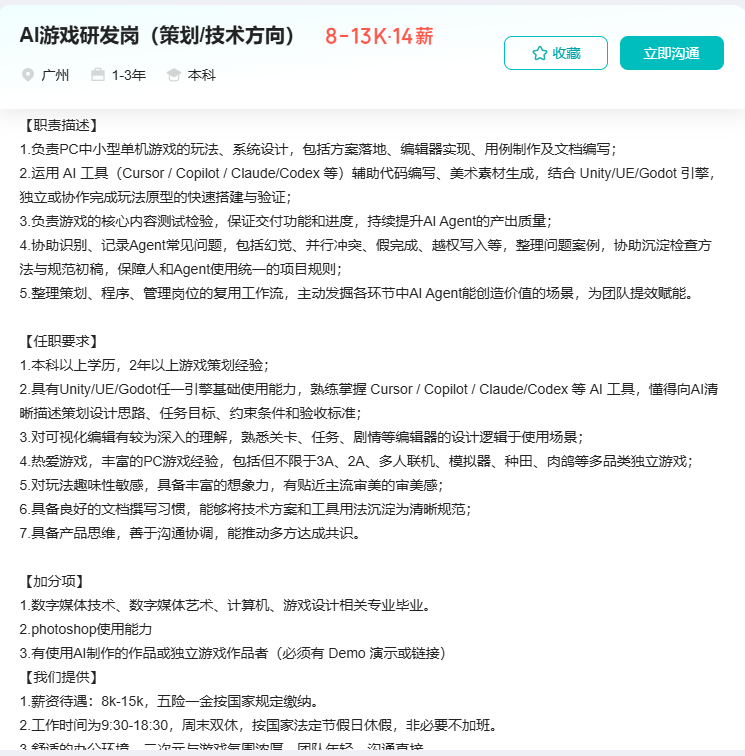 AI游戏研发岗（策划/技术方向） 8-13K·14薪
收藏 立即沟通
广州 1-3年 本科
【职责描述】
1.负责PC中小型单机游戏的玩法、系统设计，包括方案落地、编辑器实现、用例制作及文档编写；
2.运用 AI 工具（Cursor / Copilot / Claude/Codex 等）辅助代码编写、美术素材生成，结合 Unity/UE/Godot 引擎，
独立或协作完成玩法原型的快速搭建与验证；
3.负责游戏的核心内容测试检验，保证交付功能和进度，持续提升AI Agent的产出质量；
4.协助识别、记录Agent常见问题，包括幻觉、并行冲突、假完成、越权写入等，整理问题案例，协助沉淀检查方
法与规范初稿，保障人和Agent使用统一的项目规则；
5.整理策划、程序、管理岗位的复用工作流，主动发掘各环节中AI Agent能创造价值的场景，为团队提效赋能。
【任职要求】
1.本科以上学历，2年以上游戏策划经验；
2.具有Unity/UE/Godot任一引擎基础使用能力，熟练掌握 Cursor / Copilot / Claude/Codex 等 AI 工具，懂得向AI清
晰描述策划设计思路、任务目标、约束条件和验收标准；
3.对可视化编辑有较为深入的理解，熟悉关卡、任务、剧情等编辑器的设计逻辑于使用场景；
4.热爱游戏，丰富的PC游戏经验，包括但不限于3A、2A、多人联机、模拟器、种田、肉鸽等多品类独立游戏；
5.对玩法趣味性敏感，具备丰富的想象力，有贴近主流审美的审美感；
6.具备良好的文档撰写习惯，能够将技术方案和工具用法沉淀为清晰规范；
7.具备产品思维，善于沟通协调，能推动多方达成共识。
【加分项】
1.数字媒体技术、数字媒体艺术、计算机、游戏设计相关专业毕业。
2.photoshop使用能力
3.有使用AI制作的作品或独立游戏作品者（必须有 Demo 演示或链接）
【我们提供】
1.薪资待遇：8k-15k，五险一金按国家规定缴纳。
2.工作时间为9:30-18:30，周末双休，按国家法定节假日休假，非必要不加班。
3.舒适的办公环境，二次元与游戏氛围浓厚，团队年轻，沟通直接